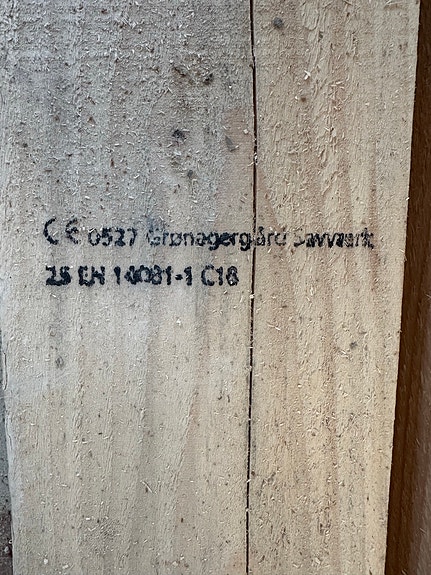 CE 0527 Grønagergård Savværk
25 EN 14081-1 C18